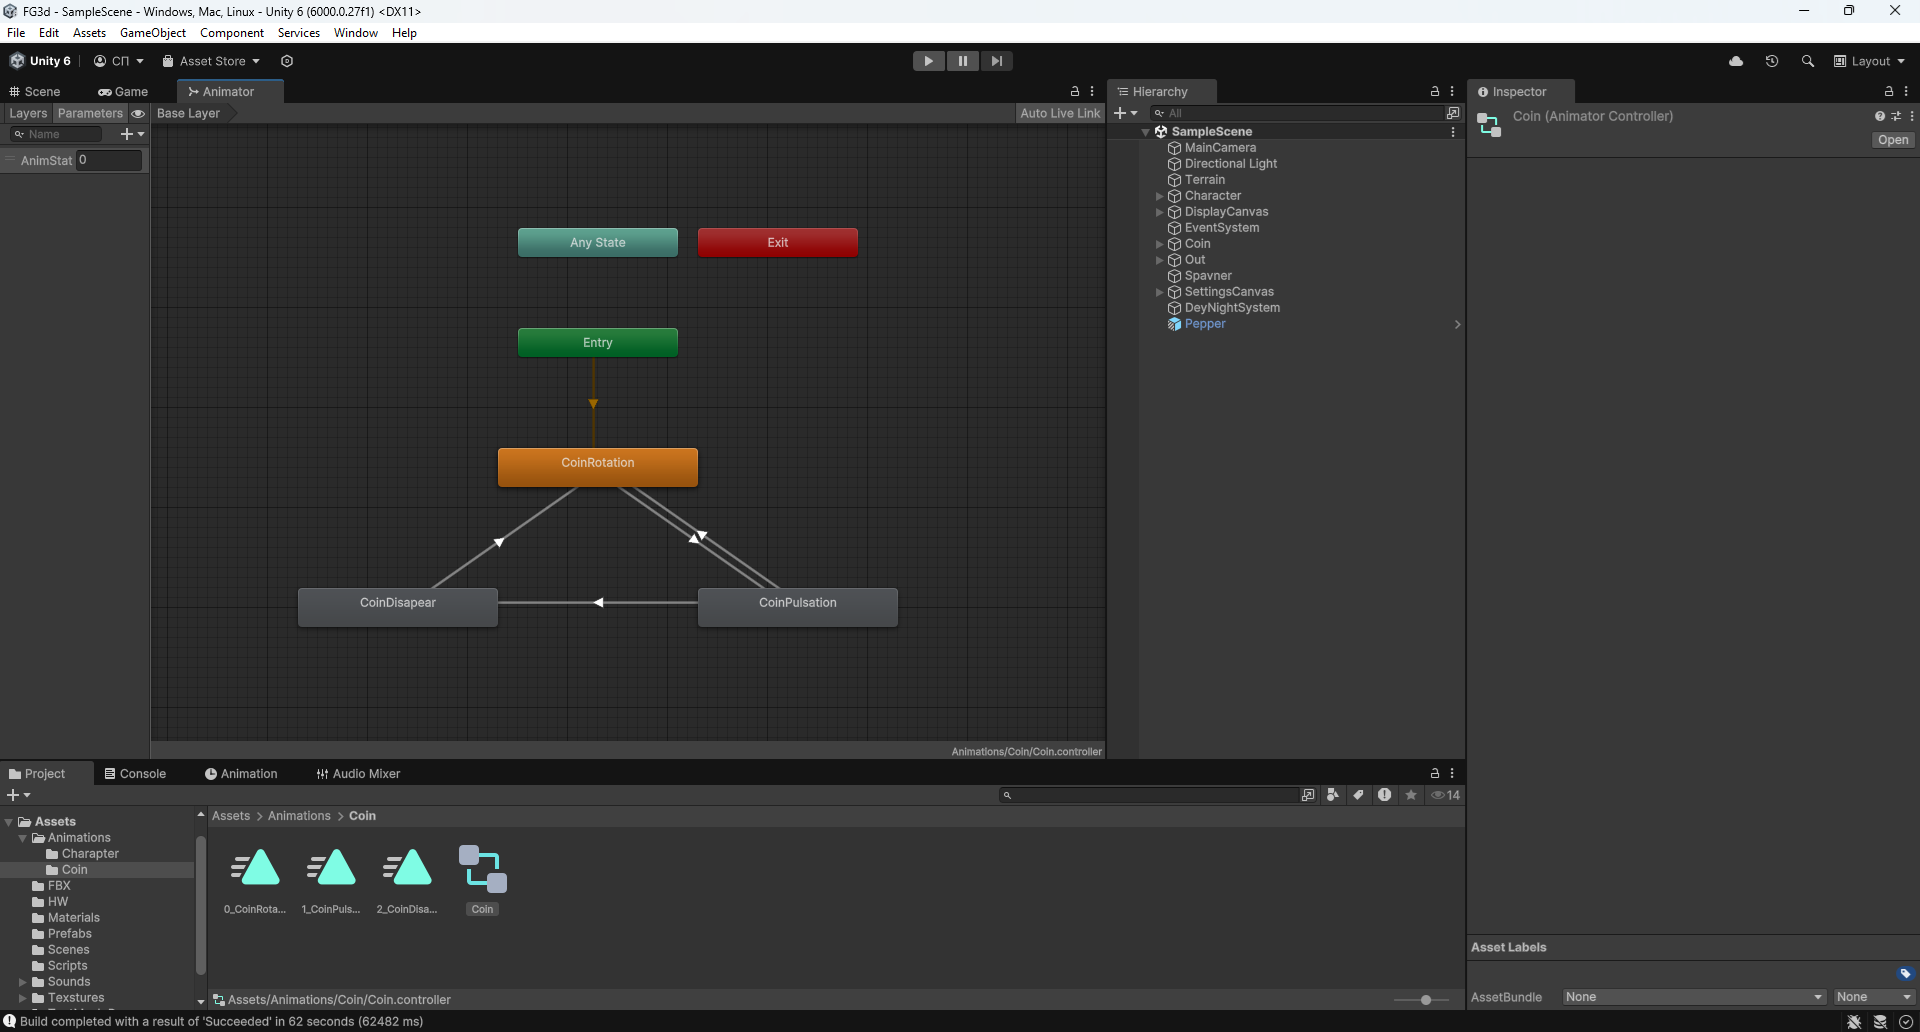 FG3d - SampleScene - Windows, Mac, Linux - Unity 6 (6000.0.27f1) <DX11>
File Edit Assets GameObject Component Services Window Help
Unity 6 СП Asset Store Layout
Scene Game Animator
Layers Parameters Base Layer Auto Live Link
Name
AnimStat 0
Any State Exit
Entry
CoinRotation
CoinDisapear CoinPulsation
Animations/Coin/Coin.controller
Hierarchy
All
SampleScene
MainCamera
Directional Light
Terrain
Character
DisplayCanvas
EventSystem
Coin
Out
Spavner
SettingsCanvas
DeyNightSystem
Pepper
Inspector
Coin (Animator Controller)
Open
Asset Labels
AssetBundle None None
Project Console Animation Audio Mixer
14
Assets
Animations
Charapter
Coin
FBX
HW
Materials
Prefabs
Scenes
Scripts
Sounds
Texstures
Assets > Animations > Coin
0_CoinRota... 1_CoinPuls... 2_CoinDisa... Coin
Assets/Animations/Coin/Coin.controller
Build completed with a result of 'Succeeded' in 62 seconds (62482 ms)